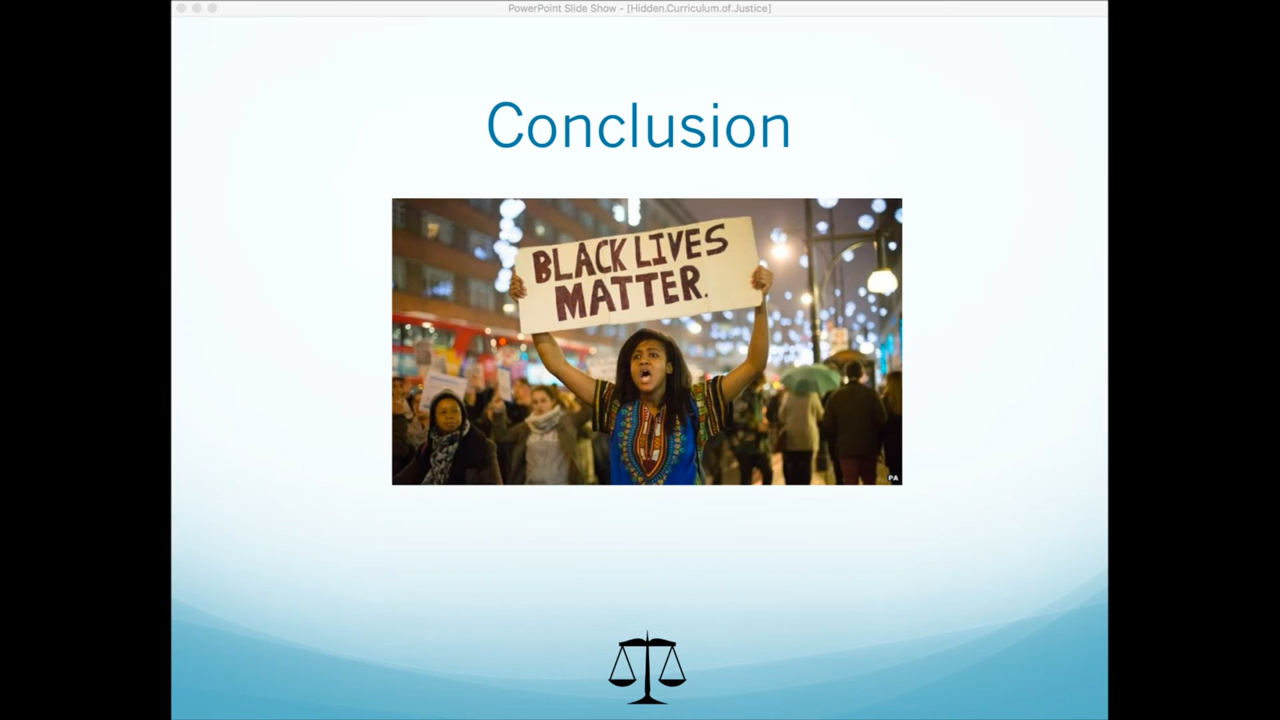 PowerPoint Slide Show - [Hidden.Curriculum.of.Justice]
Conclusion
BLACK LIVES
MATTER.
PA